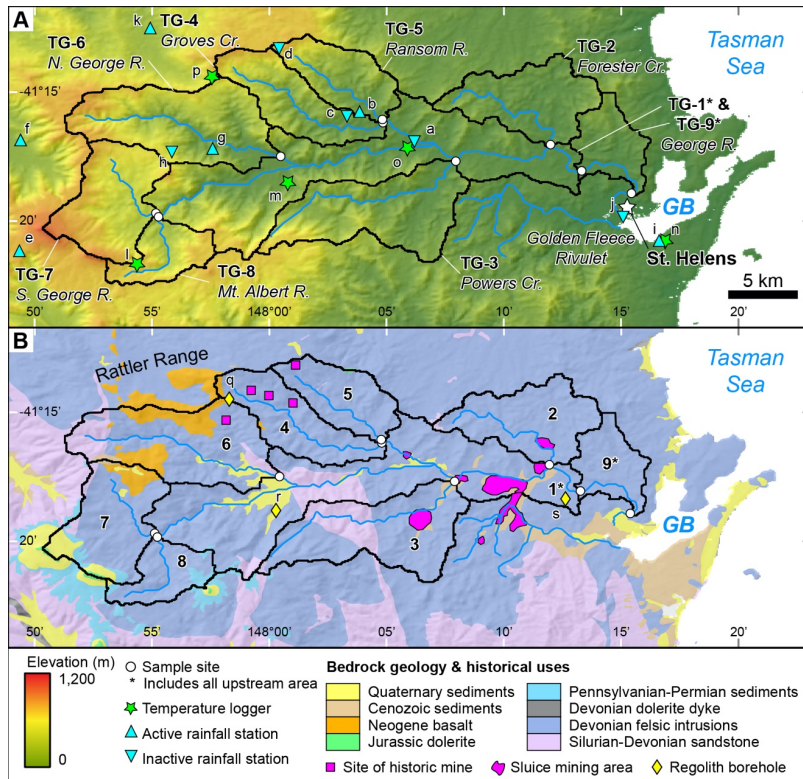 A
k
TG-4
Groves Cr.
TG-5
Ransom R.
TG-2
Forester Cr.
Tasman
Sea
TG-6
N. George R.
p
d
41°15'
TG-1* &
TG-9*
George R.
c
b
a
f
h
g
o
m
j
GB
20'
e
l
i
n
Golden Fleece
Rivulet
St. Helens
TG-7
S. George R.
TG-8
Mt. Albert R.
TG-3
Powers Cr.
5 km
50'
55'
148°00'
05'
10'
15'
20'
B
Rattler Range
Tasman
Sea
q
41°15'
5
4
2
6
9*
r
1*
s
7
3
8
GB
20'
50'
55'
148°00'
05'
10'
15'
20'
Elevation (m)
1,200
0
Sample site
* Includes all upstream area
Temperature logger
Active rainfall station
Inactive rainfall station
Bedrock geology & historical uses
Quaternary sediments
Cenozoic sediments
Neogene basalt
Jurassic dolerite
Pennsylvanian-Permian sediments
Devonian dolerite dyke
Devonian felsic intrusions
Silurian-Devonian sandstone
Site of historic mine
Sluice mining area
Regolith borehole